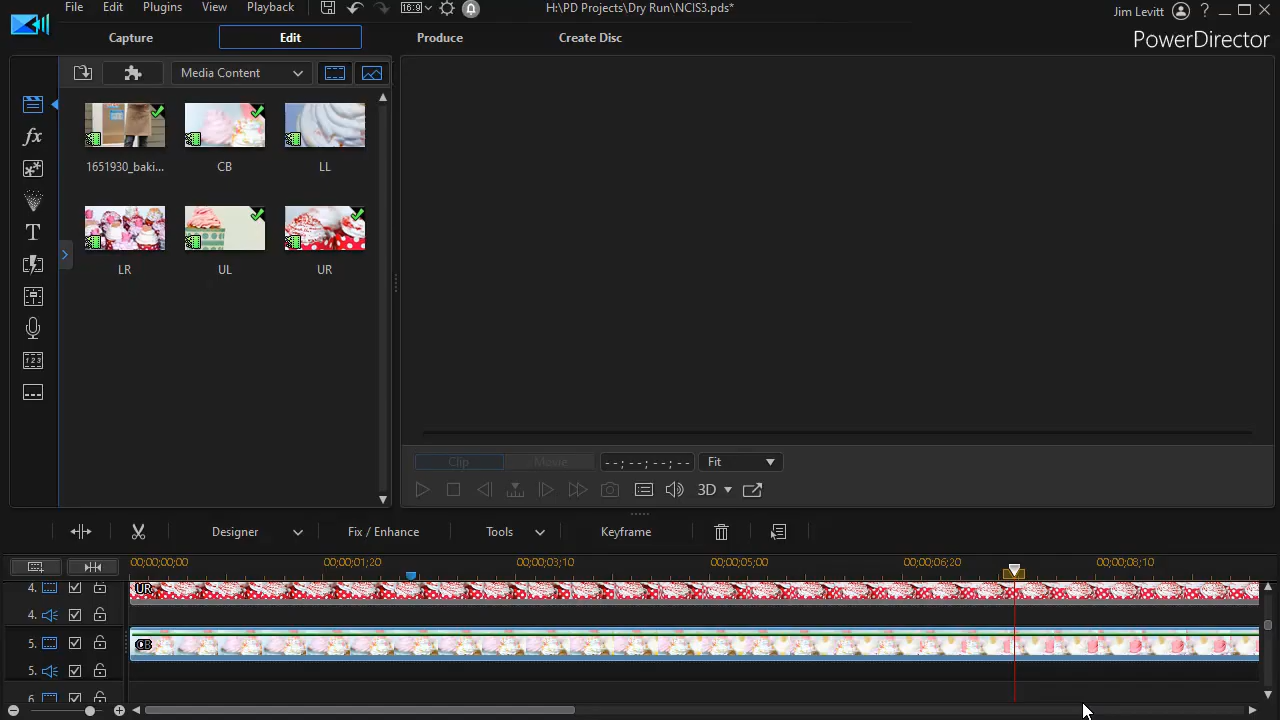 File Edit Plugins View Playback 16:9 H:\PD Projects\Dry Run\NCIS3.pds* Jim Levitt ?
Capture Edit Produce Create Disc PowerDirector
Media Content
1651930_baki... CB LL
LR UL UR
fx
T
Clip Movie --;--;--;-- Fit
3D
Designer Fix / Enhance Tools Keyframe
00;00;00;00 00;00;01;20 00;00;03;10 00;00;05;00 00;00;06;20 00;00;08;10
4. UR
4.
5. CB
5.
6